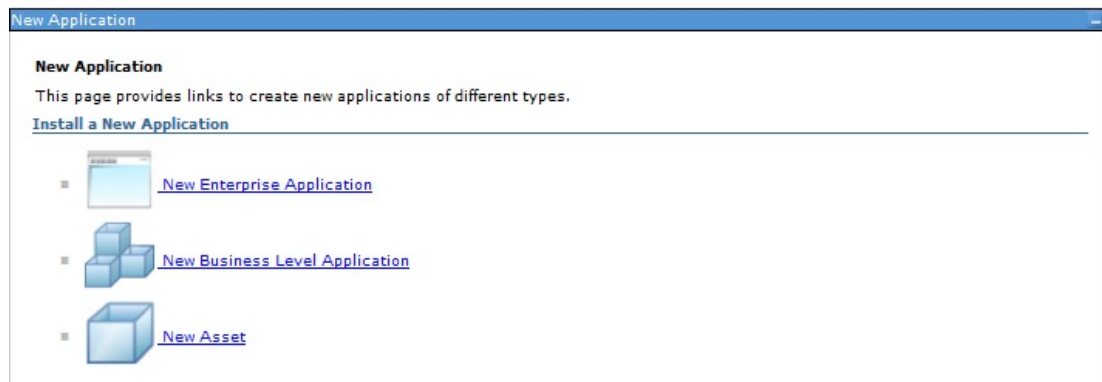 New Application
New Application
This page provides links to create new applications of different types.
Install a New Application
New Enterprise Application
New Business Level Application
New Asset